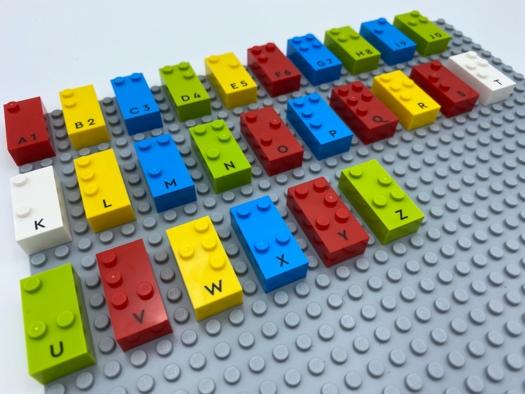 A1 B2 C3 D4 E5 F6 G7 H8 I9 J0
K L M N O P Q R S T
U V W X Y Z